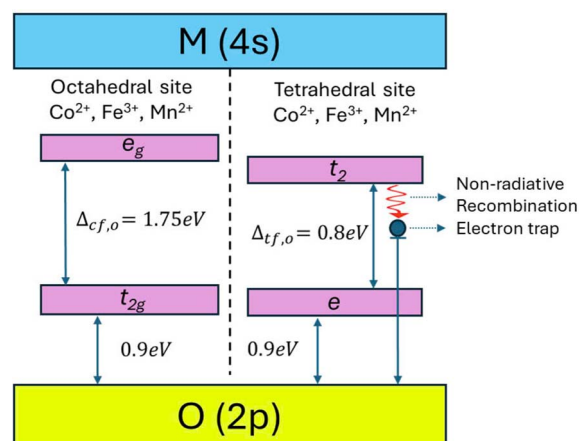 M (4s)
Octahedral site
Co²⁺, Fe³⁺, Mn²⁺
Tetrahedral site
Co²⁺, Fe³⁺, Mn²⁺
e_g
t₂
Non-radiative
Recombination
Electron trap
Δ_cf,o = 1.75eV
Δ_tf,o = 0.8eV
t_2g
e
0.9eV
0.9eV
O (2p)